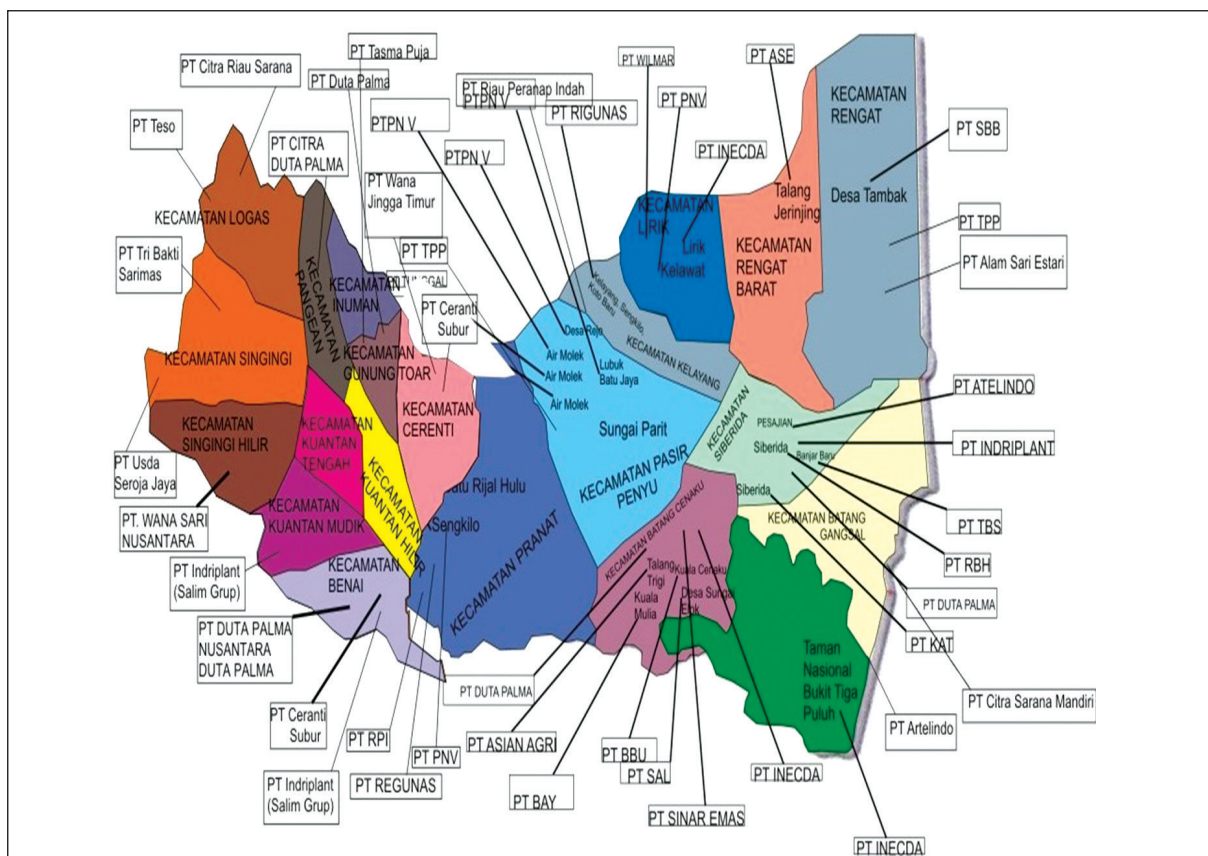 PT Tasma Puja
PT Citra Riau Sarana
PT Duta Palma
PT Riau Peranap Indah
PTPN V
PT WILMAR
PT ASE
KECAMATAN
RENGAT
PT Teso
PTPN V
PT RIGUNAS
PT PNV
PT SBB
PT CITRA
DUTA PALMA
PTPN V
PT INECDA
PT Wana
Jingga Timur
Talang
Jerinjing
Desa Tambak
KECAMATAN LOGAS
KECAMATAN
LIRIK
Lirik
Kelawat
PT TPP
PT TPP
PT Tri Bakti
Sarimas
KECAMATAN
PANGEAN
KECAMATAN
INUMAN
KECAMATAN
RENGAT
BARAT
PT Alam Sari Estari
Kelayang, Sengkilo,
Koto Baru
PT Ceranti
Subur
Desa Rejo
KECAMATAN KELAYANG
KECAMATAN SINGINGI
KECAMATAN
GUNUNG TOAR
Air Molek
Air Molek
Air Molek
Lubuk
Batu Jaya
PT ATELINDO
KECAMATAN
SINGINGI HILIR
KECAMATAN
KUANTAN
TENGAH
KECAMATAN
CERENTI
Sungai Parit
KECAMATAN
SIBERIDA
PESAJIAN
Siberida
Banjar Baru
PT INDRIPLANT
PT Usda
Seroja Jaya
KECAMATAN
KUANTAN HILIR
KECAMATAN PASIR
PENYU
Siberida
PT. WANA SARI
NUSANTARA
KECAMATAN
KUANTAN MUDIK
Rijal Hulu
Sengkilo
KECAMATAN BATANG
GANGSAL
PT TBS
PT Indriplant
(Salim Grup)
KECAMATAN
BENAI
KECAMATAN PRANAT
KECAMATAN BATANG CENAKU
Talang
Trigi
Kuala
Mulia
Kuala Cenaku
Desa Sungai
PT RBH
PT DUTA PALMA
PT DUTA PALMA
NUSANTARA
DUTA PALMA
PT KAT
Taman
Nasional
Bukit Tiga
Puluh
PT DUTA PALMA
PT Citra Sarana Mandiri
PT Ceranti
Subur
PT RPI
PT PNV
PT ASIAN AGRI
PT BBU
PT Artelindo
PT Indriplant
(Salim Grup)
PT REGUNAS
PT SAL
PT INECDA
PT BAY
PT SINAR EMAS
PT INECDA